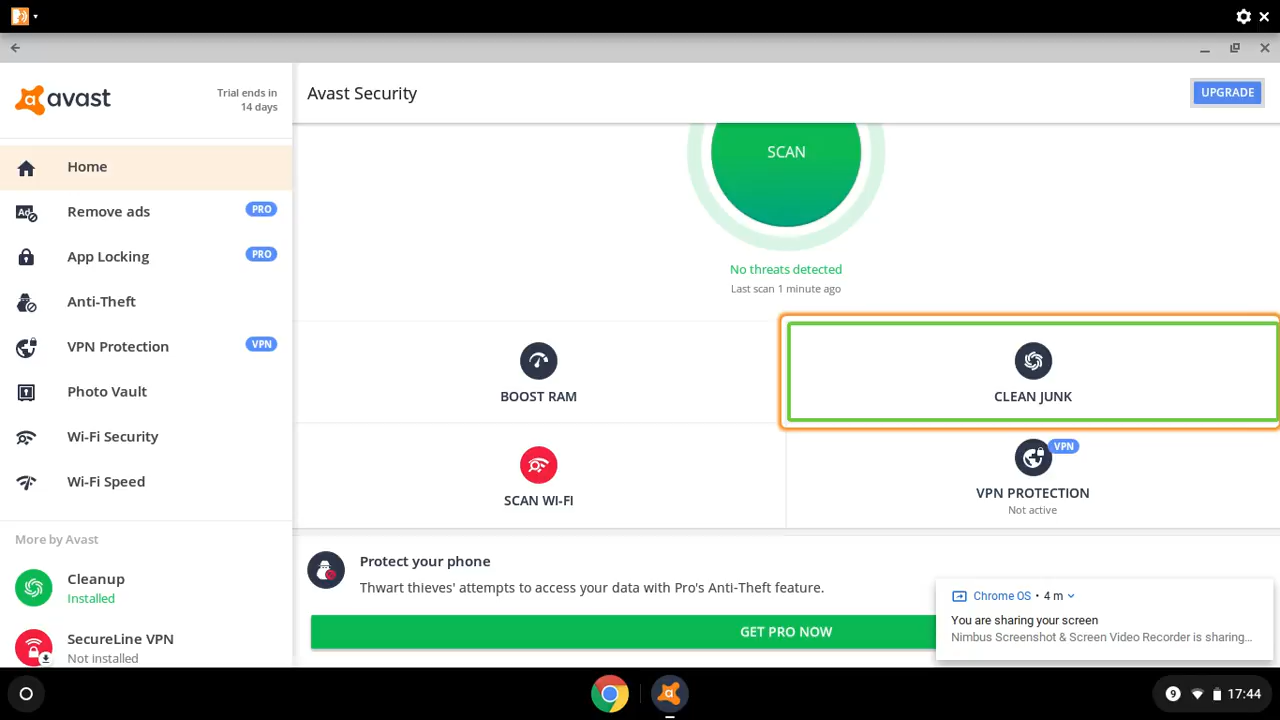 avast
Trial ends in
14 days
Avast Security
UPGRADE
Home
Remove ads
PRO
App Locking
PRO
Anti-Theft
VPN Protection
VPN
Photo Vault
Wi-Fi Security
Wi-Fi Speed
More by Avast
Cleanup
Installed
SecureLine VPN
Not installed
SCAN
No threats detected
Last scan 1 minute ago
BOOST RAM
CLEAN JUNK
SCAN WI-FI
VPN
VPN PROTECTION
Not active
Protect your phone
Thwart thieves' attempts to access your data with Pro's Anti-Theft feature.
GET PRO NOW
Chrome OS • 4 m
You are sharing your screen
Nimbus Screenshot & Screen Video Recorder is sharing...
9
17:44